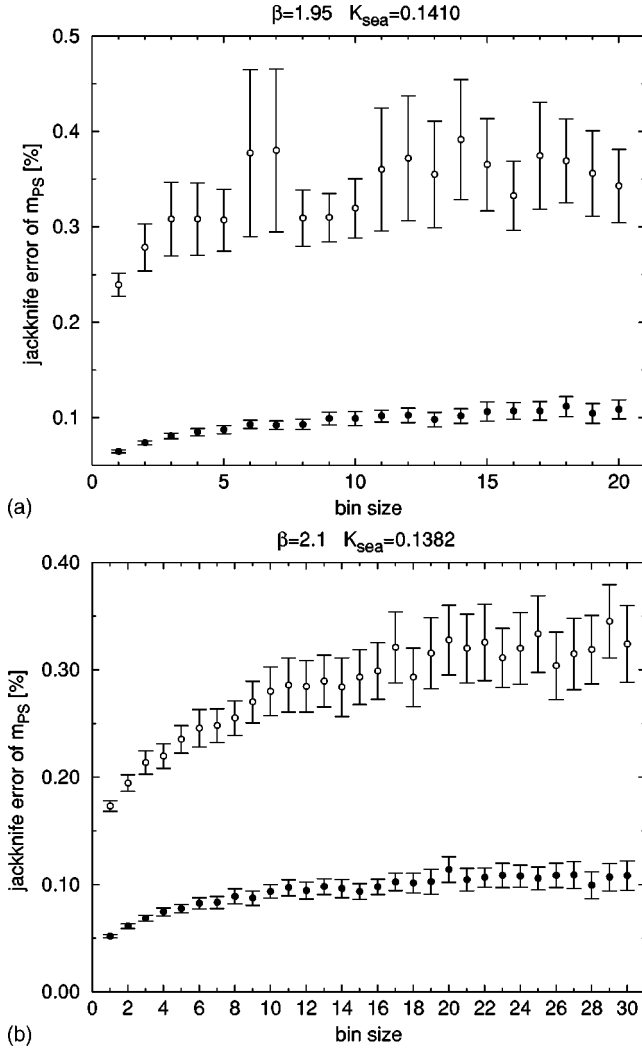 β=1.95 K_sea=0.1410
jackknife error of m_PS [%]
0.5
0.4
0.3
0.2
0.1
0 5 10 15 20
bin size
(a)
β=2.1 K_sea=0.1382
jackknife error of m_PS [%]
0.40
0.30
0.20
0.10
0.00
0 2 4 6 8 10 12 14 16 18 20 22 24 26 28 30
bin size
(b)